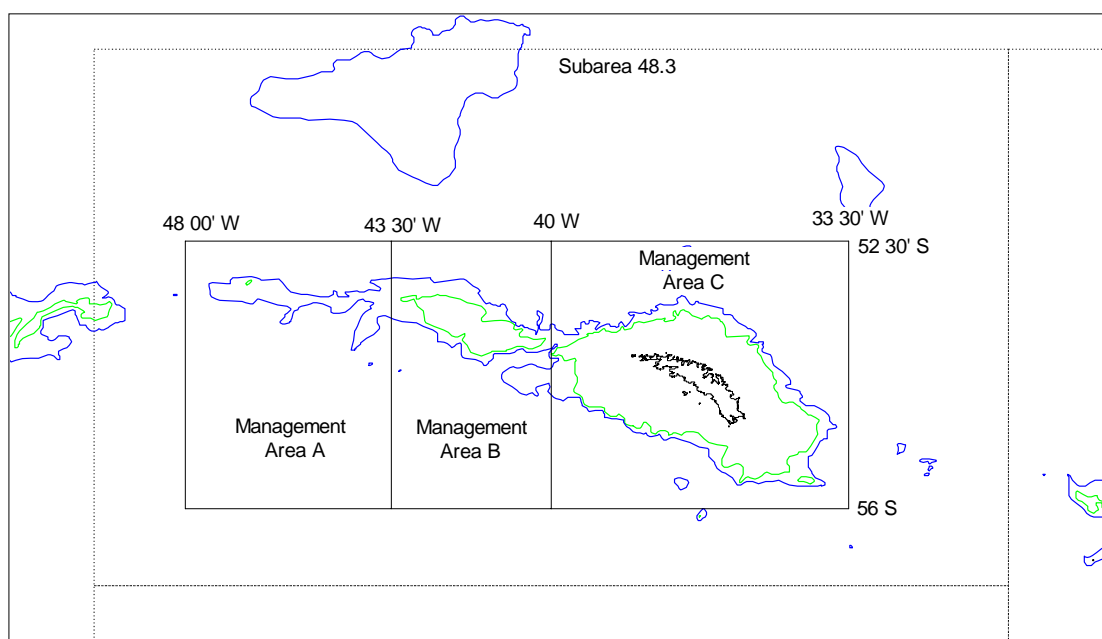 Subarea 48.3
48 00' W
43 30' W
40 W
33 30' W
52 30' S
Management
Area C
Management
Area A
Management
Area B
56 S